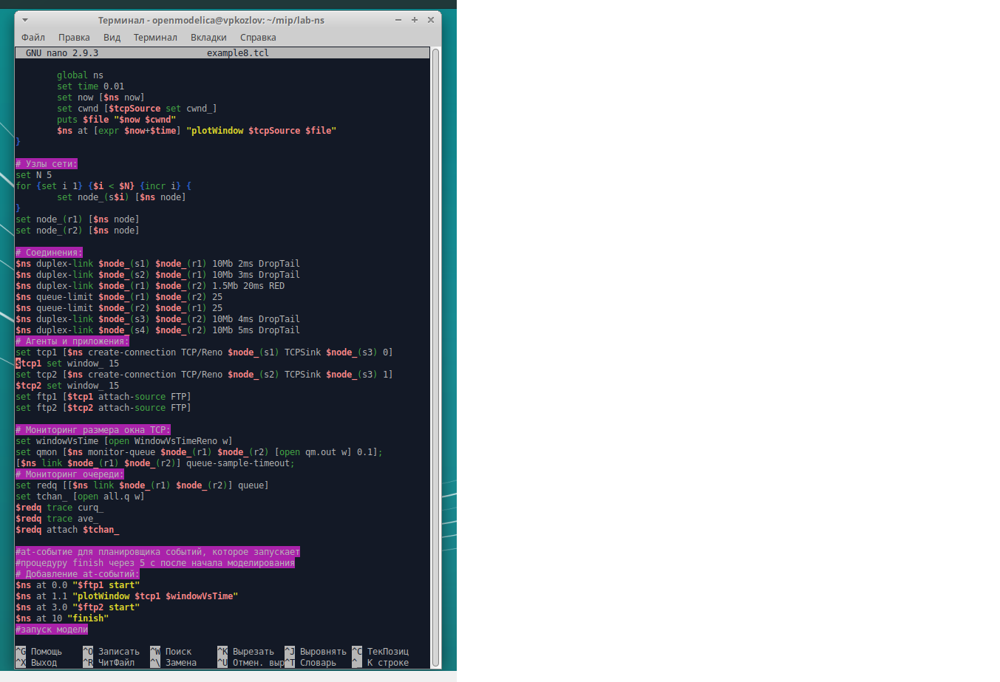 Терминал - openmodelica@vpkozlov: ~/mip/lab-ns
Файл Правка Вид Терминал Вкладки Справка
GNU nano 2.9.3 example8.tcl
global ns
set time 0.01
set now [$ns now]
set cwnd [$tcpSource set cwnd_]
puts $file "$now $cwnd"
$ns at [expr $now+$time] "plotWindow $tcpSource $file"
}
# Узлы сети:
set N 5
for {set i 1} {$i < $N} {incr i} {
set node_(s$i) [$ns node]
}
set node_(r1) [$ns node]
set node_(r2) [$ns node]
# Соединения:
$ns duplex-link $node_(s1) $node_(r1) 10Mb 2ms DropTail
$ns duplex-link $node_(s2) $node_(r1) 10Mb 3ms DropTail
$ns duplex-link $node_(r1) $node_(r2) 1.5Mb 20ms RED
$ns queue-limit $node_(r1) $node_(r2) 25
$ns queue-limit $node_(r2) $node_(r1) 25
$ns duplex-link $node_(s3) $node_(r2) 10Mb 4ms DropTail
$ns duplex-link $node_(s4) $node_(r2) 10Mb 5ms DropTail
# Агенты и приложения:
set tcp1 [$ns create-connection TCP/Reno $node_(s1) TCPSink $node_(s3) 0]
$tcp1 set window_ 15
set tcp2 [$ns create-connection TCP/Reno $node_(s2) TCPSink $node_(s3) 1]
$tcp2 set window_ 15
set ftp1 [$tcp1 attach-source FTP]
set ftp2 [$tcp2 attach-source FTP]
# Мониторинг размера окна TCP:
set windowVsTime [open WindowVsTimeReno w]
set qmon [$ns monitor-queue $node_(r1) $node_(r2) [open qm.out w] 0.1];
[$ns link $node_(r1) $node_(r2)] queue-sample-timeout;
# Мониторинг очереди:
set redq [[$ns link $node_(r1) $node_(r2)] queue]
set tchan_ [open all.q w]
$redq trace curq_
$redq trace ave_
$redq attach $tchan_
#at-событие для планировщика событий, которое запускает
#процедуру finish через 5 с после начала моделирования
# Добавление at-событий:
$ns at 0.0 "$ftp1 start"
$ns at 1.1 "plotWindow $tcp1 $windowVsTime"
$ns at 3.0 "$ftp2 start"
$ns at 10 "finish"
#запуск модели
^G Помощь ^O Записать ^W Поиск ^K Вырезать ^J Выровнять ^C ТекПозиц
^X Выход ^R ЧитФайл ^\ Замена ^U Отмен. выр^T Словарь ^_ К строке